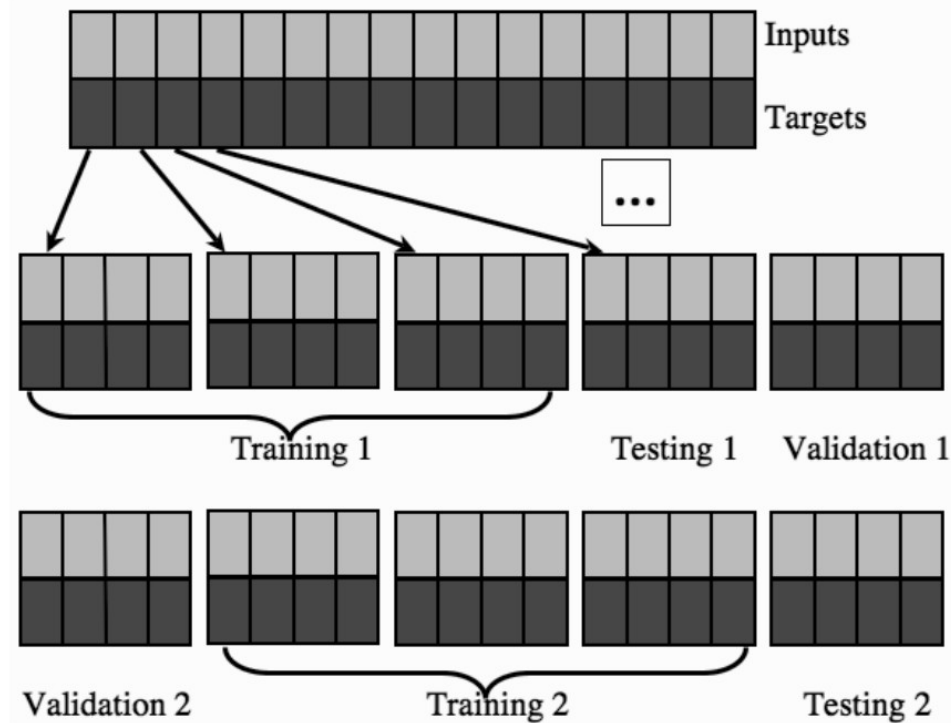 Inputs
Targets
...
Training 1
Testing 1
Validation 1
Validation 2
Training 2
Testing 2